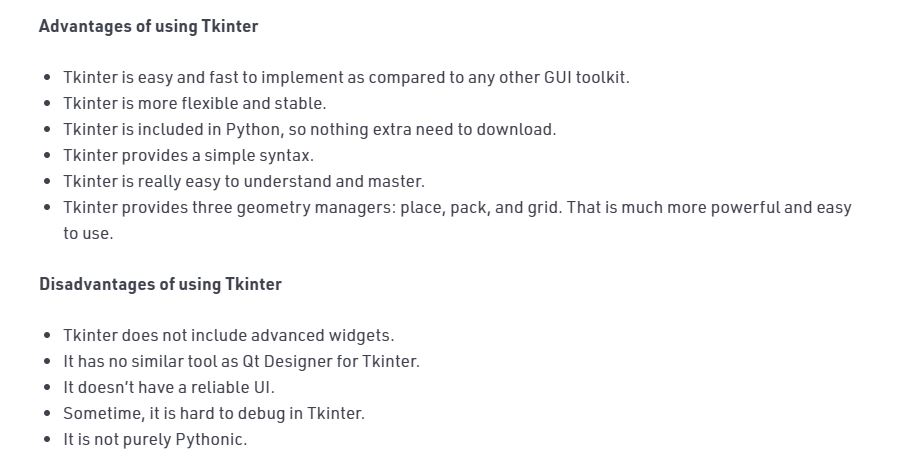 Advantages of using Tkinter
• Tkinter is easy and fast to implement as compared to any other GUI toolkit.
• Tkinter is more flexible and stable.
• Tkinter is included in Python, so nothing extra need to download.
• Tkinter provides a simple syntax.
• Tkinter is really easy to understand and master.
• Tkinter provides three geometry managers: place, pack, and grid. That is much more powerful and easy
to use.
Disadvantages of using Tkinter
• Tkinter does not include advanced widgets.
• It has no similar tool as Qt Designer for Tkinter.
• It doesn’t have a reliable UI.
• Sometime, it is hard to debug in Tkinter.
• It is not purely Pythonic.